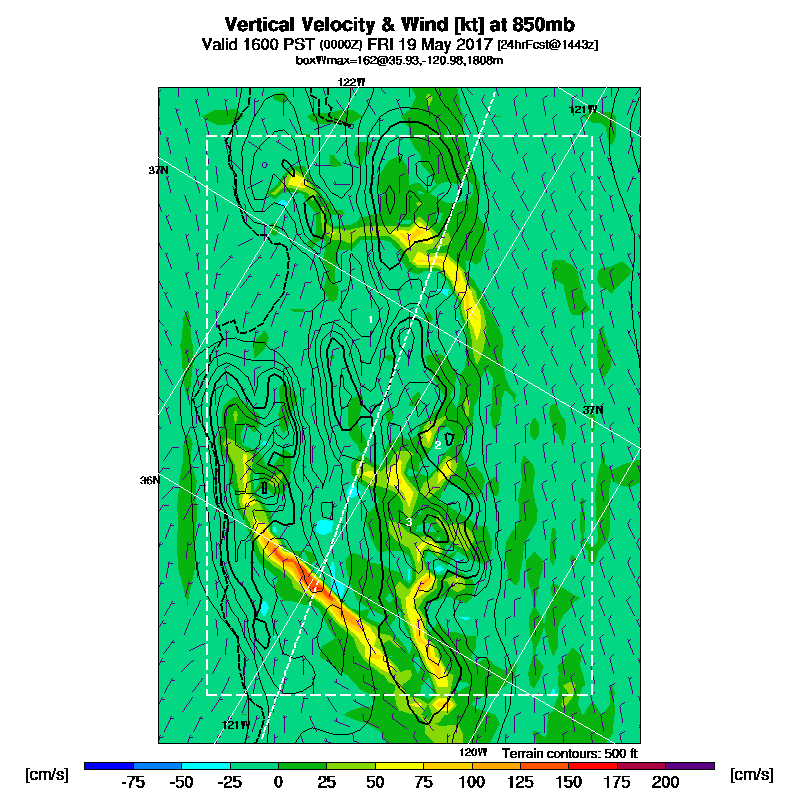 Vertical Velocity & Wind [kt] at 850mb
Valid 1600 PST (0000Z) FRI 19 May 2017 [24hrFcst@1443z]
boxWmax=162@35.93,-120.98,1808m
122W
121W
37N
1
37N
2
36N
3
121W
120W
Terrain contours: 500 ft
[cm/s] -75 -50 -25 0 25 50 75 100 125 150 175 200 [cm/s]